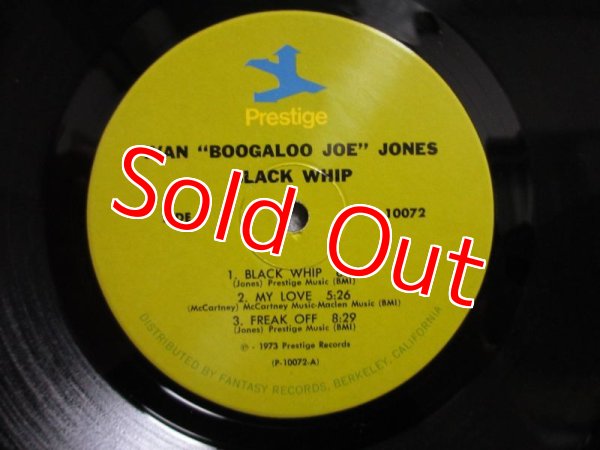 Prestige
"BOOGALOO JOE" JONES
BLACK WHIP
10072
Sold Out
1. BLACK WHIP
(Jones) Prestige Music (BMI)
2. MY LOVE 5:26
(McCartney) McCartney Music-Maclen Music (BMI)
3. FREAK OFF 8:29
(Jones) Prestige Music (BMI)
℗ - 1973 Prestige Records
(P-10072-A)
DISTRIBUTED BY FANTASY RECORDS, BERKELEY, CALIFORNIA